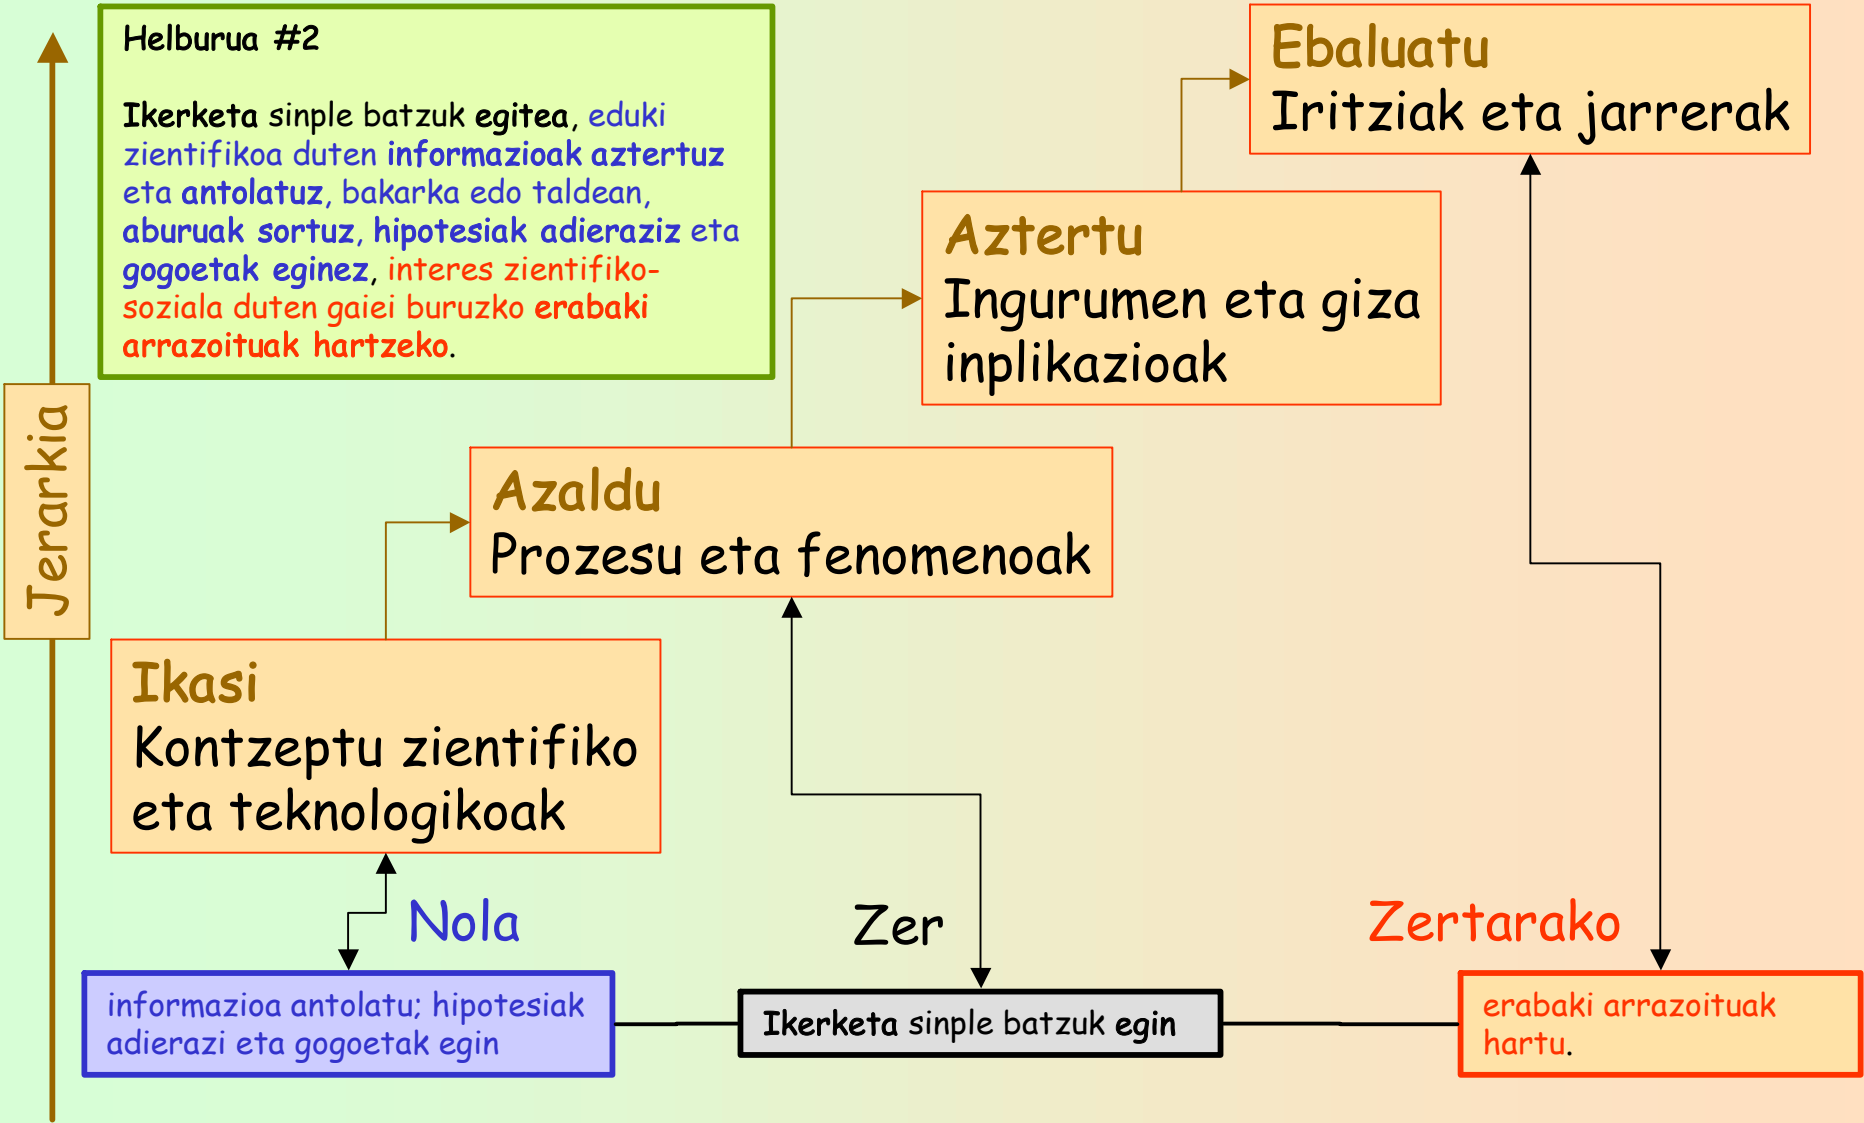 Helburua #2
Ikerketa sinple batzuk egitea, eduki
zientifikoa duten informazioak aztertuz
eta antolatuz, bakarka edo taldean,
aburuak sortuz, hipotesiak adieraziz eta
gogoetak eginez, interes zientifiko-
soziala duten gaiei buruzko erabaki
arrazoituak hartzeko.
Ebaluatu
Iritziak eta jarrerak
Aztertu
Ingurumen eta giza
inplikazioak
Jerarkia
Azaldu
Prozesu eta fenomenoak
Ikasi
Kontzeptu zientifiko
eta teknologikoak
Nola
Zer
Zertarako
informazioa antolatu; hipotesiak
adierazi eta gogoetak egin
Ikerketa sinple batzuk egin
erabaki arrazoituak
hartu.